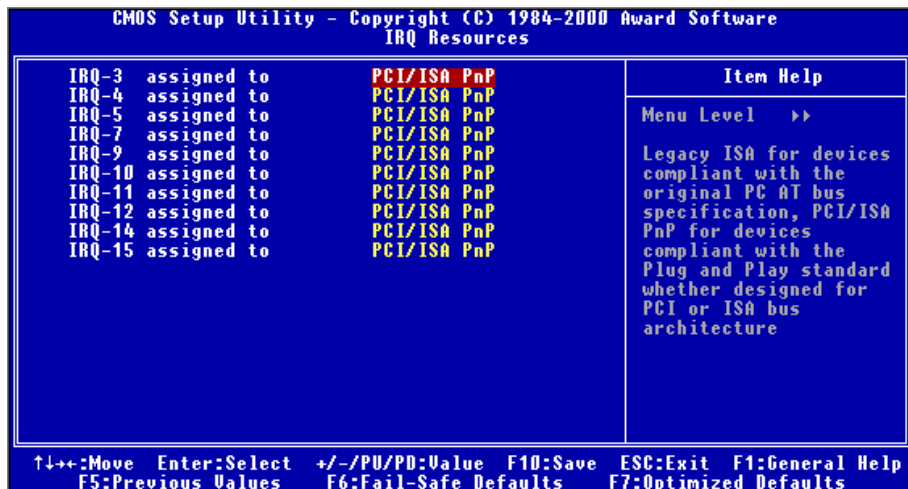 CMOS Setup Utility - Copyright (C) 1984-2000 Award Software
IRQ Resources
IRQ-3 assigned to PCI/ISA PnP
IRQ-4 assigned to PCI/ISA PnP
IRQ-5 assigned to PCI/ISA PnP
IRQ-7 assigned to PCI/ISA PnP
IRQ-9 assigned to PCI/ISA PnP
IRQ-10 assigned to PCI/ISA PnP
IRQ-11 assigned to PCI/ISA PnP
IRQ-12 assigned to PCI/ISA PnP
IRQ-14 assigned to PCI/ISA PnP
IRQ-15 assigned to PCI/ISA PnP
Item Help
Menu Level ▸▸
Legacy ISA for devices
compliant with the
original PC AT bus
specification, PCI/ISA
PnP for devices
compliant with the
Plug and Play standard
whether designed for
PCI or ISA bus
architecture
↑↓→←:Move Enter:Select +/-/PU/PD:Value F10:Save ESC:Exit F1:General Help
F5:Previous Values F6:Fail-Safe Defaults F7:Optimized Defaults